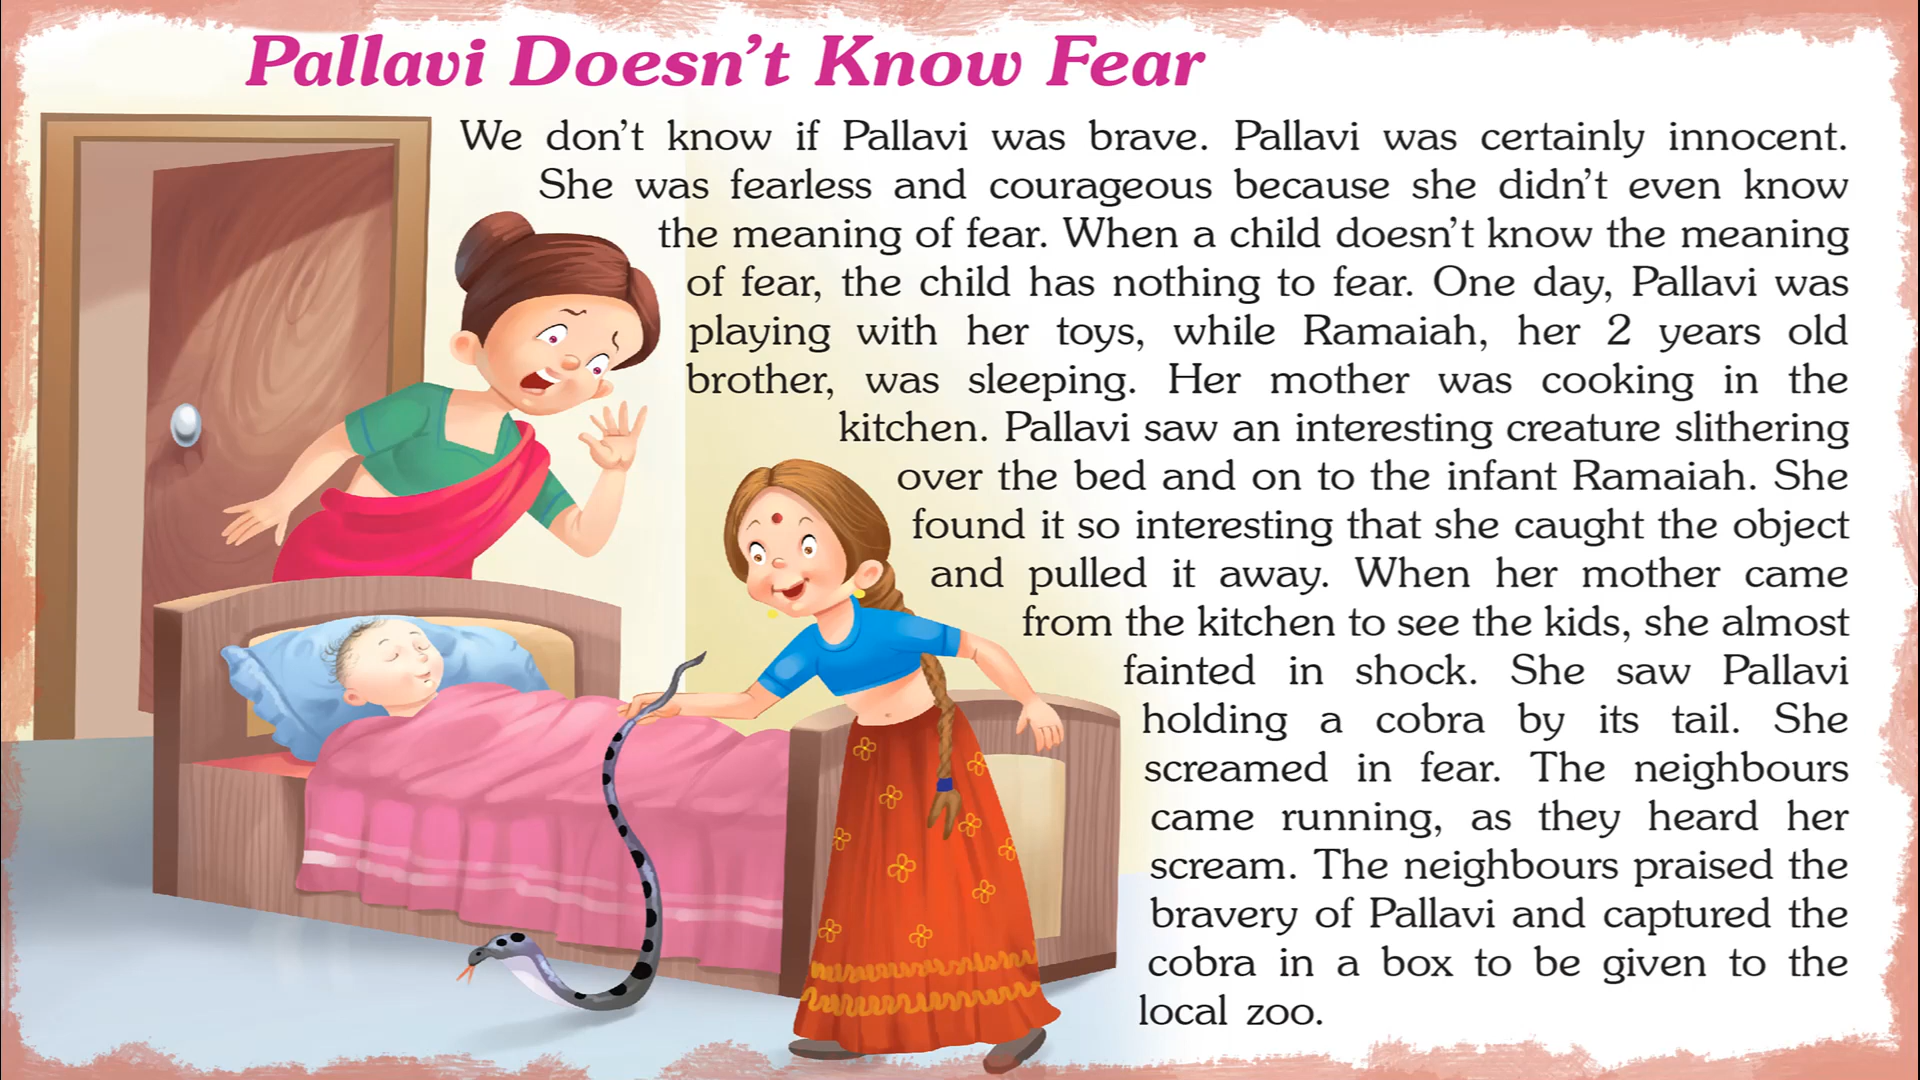 Pallavi Doesn't Know Fear
We don't know if Pallavi was brave. Pallavi was certainly innocent.
She was fearless and courageous because she didn't even know
the meaning of fear. When a child doesn't know the meaning
of fear, the child has nothing to fear. One day, Pallavi was
playing with her toys, while Ramaiah, her 2 years old
brother, was sleeping. Her mother was cooking in the
kitchen. Pallavi saw an interesting creature slithering
over the bed and on to the infant Ramaiah. She
found it so interesting that she caught the object
and pulled it away. When her mother came
from the kitchen to see the kids, she almost
fainted in shock. She saw Pallavi
holding a cobra by its tail. She
screamed in fear. The neighbours
came running, as they heard her
scream. The neighbours praised the
bravery of Pallavi and captured the
cobra in a box to be given to the
local zoo.